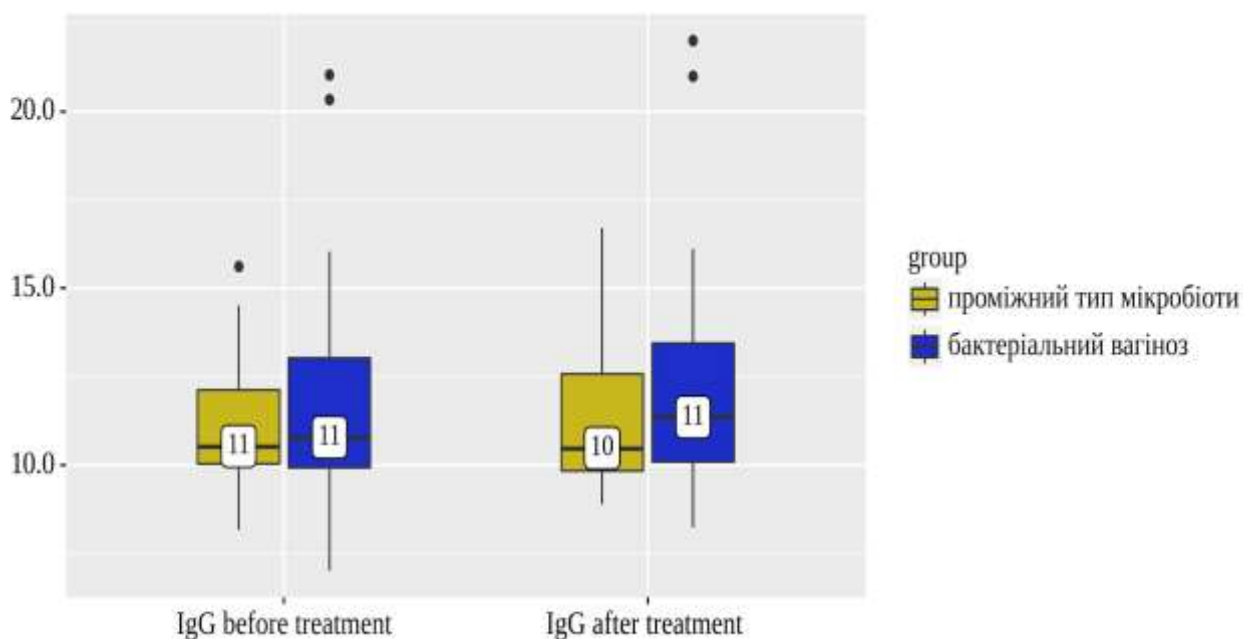 20.0
15.0
10.0
11
11
10
11
IgG before treatment
IgG after treatment
group
проміжний тип мікробіоти
бактеріальний вагіноз